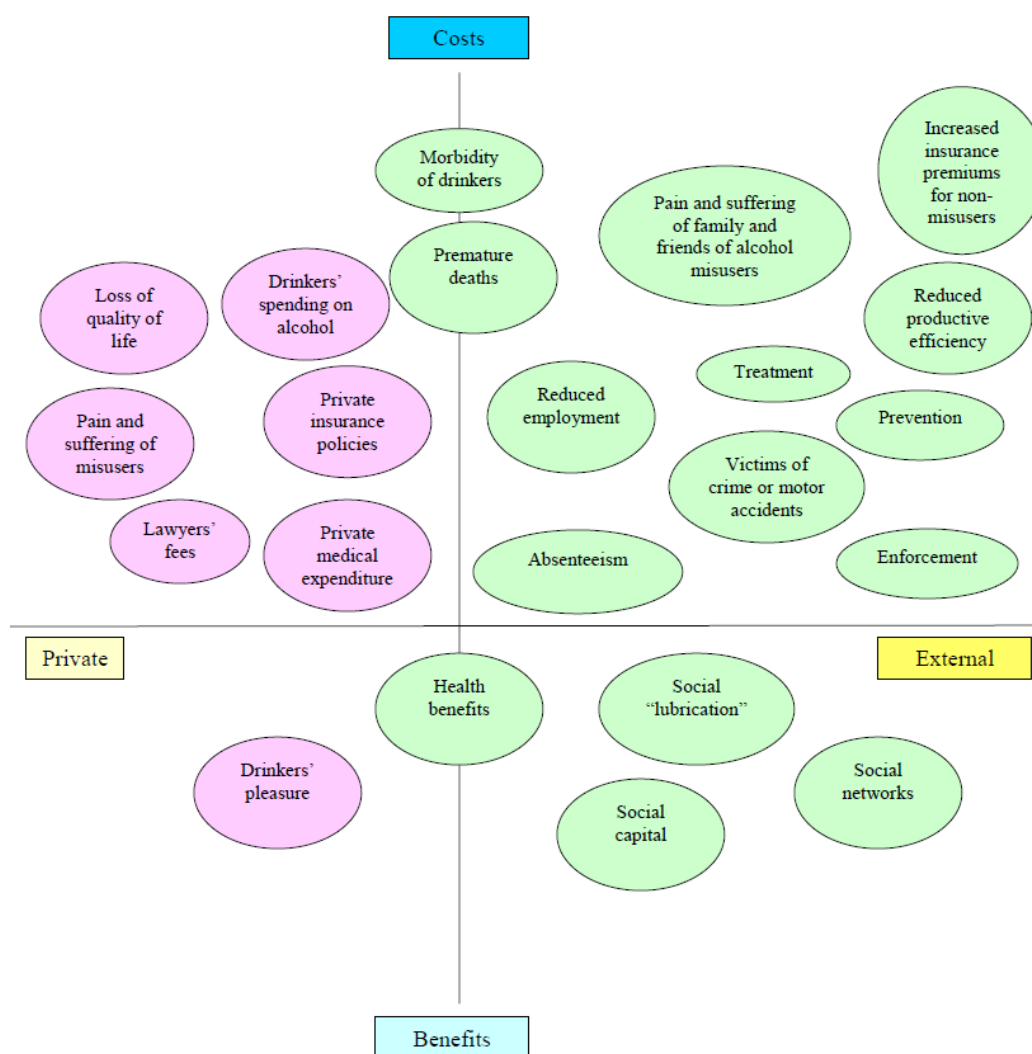 Costs
Morbidity
of drinkers
Increased
insurance
premiums
for non-
misusers
Pain and suffering
of family and
friends of alcohol
misusers
Premature
deaths
Loss of
quality of
life
Drinkers’
spending on
alcohol
Reduced
productive
efficiency
Treatment
Pain and
suffering of
misusers
Private
insurance
policies
Reduced
employment
Prevention
Victims of
crime or motor
accidents
Lawyers’
fees
Private
medical
expenditure
Absenteeism
Enforcement
Private
External
Health
benefits
Social
“lubrication”
Drinkers’
pleasure
Social
capital
Social
networks
Benefits